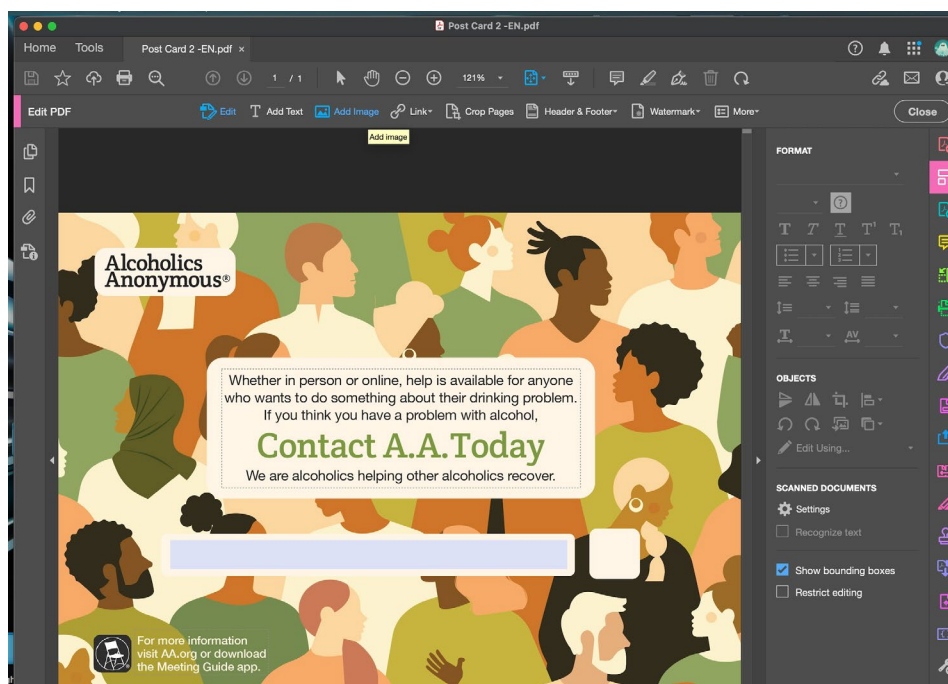 Post Card 2 -EN.pdf
Home Tools Post Card 2 -EN.pdf ×
1 / 1 121%
Edit PDF Edit Add Text Add Image Link Crop Pages Header & Footer Watermark More Close
Add image
FORMAT
Alcoholics
Anonymous®
Whether in person or online, help is available for anyone
who wants to do something about their drinking problem.
If you think you have a problem with alcohol,
Contact A.A.Today
We are alcoholics helping other alcoholics recover.
OBJECTS
Edit Using...
SCANNED DOCUMENTS
Settings
Recognize text
Show bounding boxes
Restrict editing
For more information
visit AA.org or download
the Meeting Guide app.